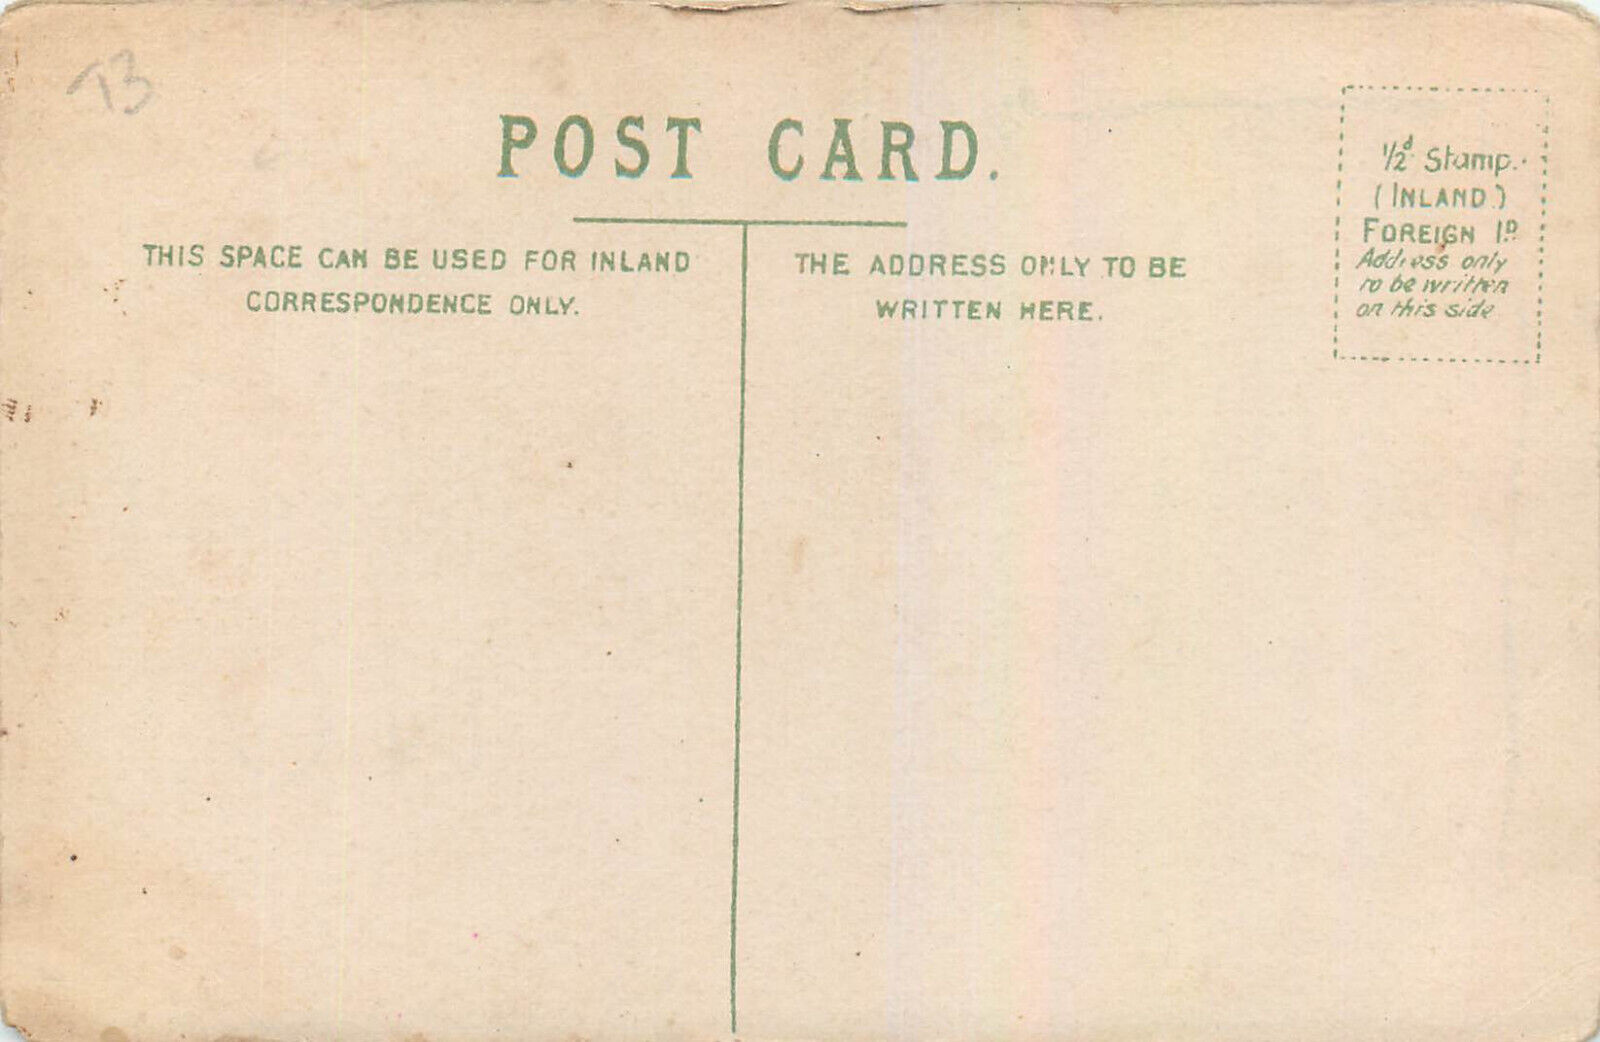 POST CARD.
THIS SPACE CAN BE USED FOR INLAND
CORRESPONDENCE ONLY.
THE ADDRESS ONLY TO BE
WRITTEN HERE.
1/2d Stamp.
(INLAND.)
FOREIGN 1D
Address only
to be written
on this side